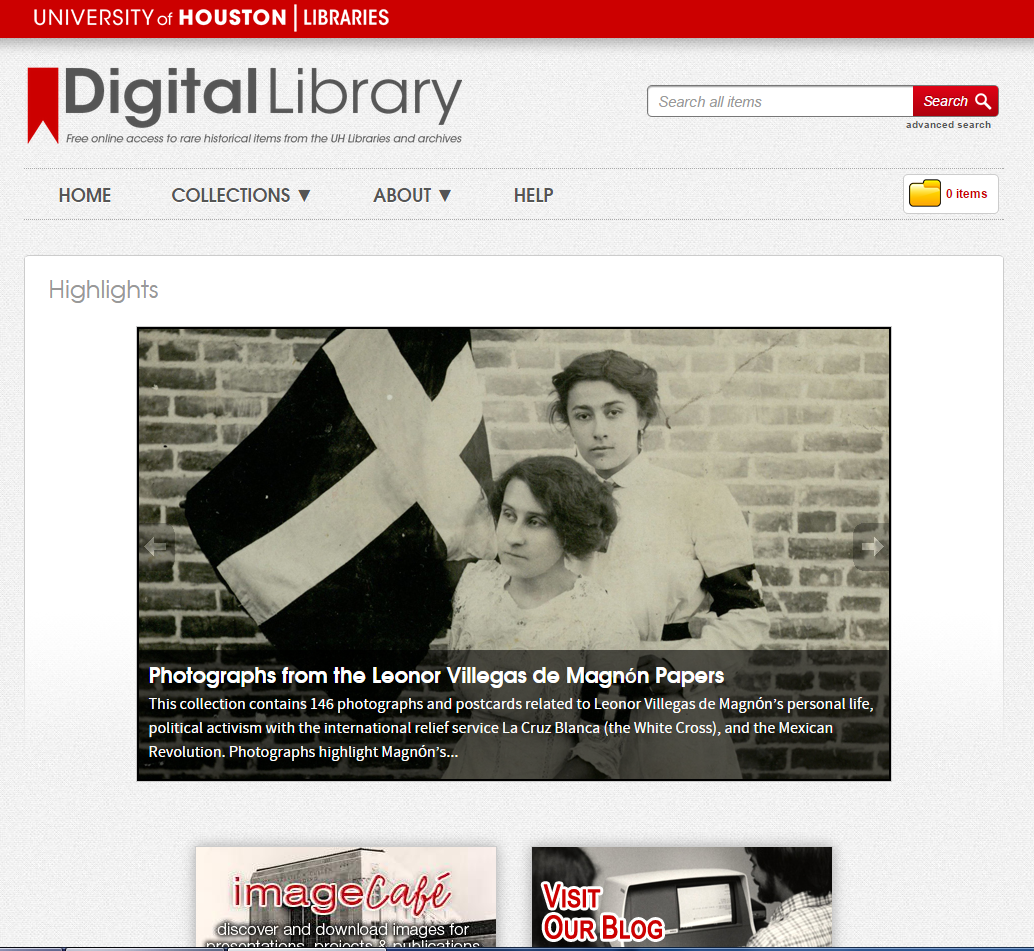 UNIVERSITY of HOUSTON | LIBRARIES
Digital Library
Free online access to rare historical items from the UH Libraries and archives
Search all items
Search
advanced search
HOME COLLECTIONS ▼ ABOUT ▼ HELP
0 items
Highlights
Photographs from the Leonor Villegas de Magnón Papers
This collection contains 146 photographs and postcards related to Leonor Villegas de Magnón’s personal life,
political activism with the international relief service La Cruz Blanca (the White Cross), and the Mexican
Revolution. Photographs highlight Magnón’s...
imageCafé
discover and download images for
presentations, projects & publications
VISIT
OUR BLOG